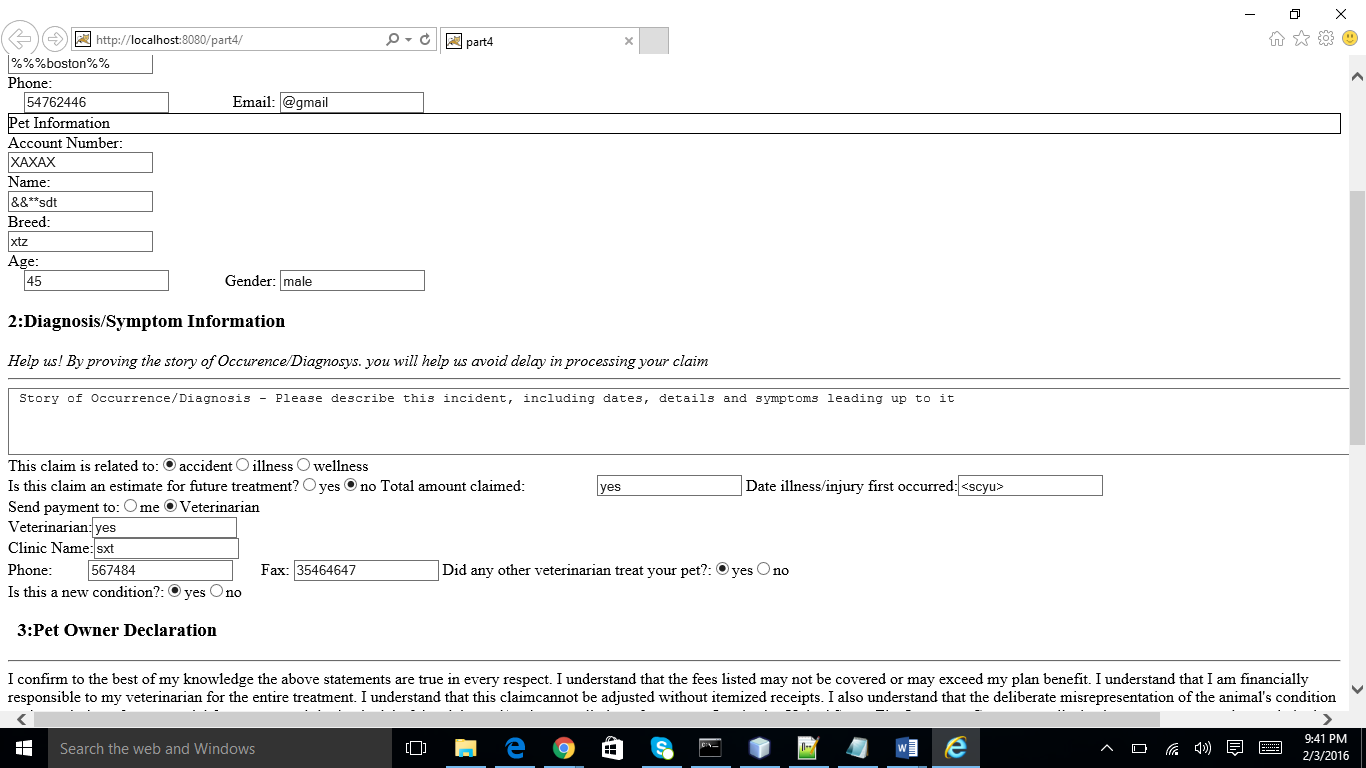 http://localhost:8080/part4/
part4
%%%boston%%
Phone:
54762446 Email: @gmail
Pet Information
Account Number:
XAXAX
Name:
&&**sdt
Breed:
xtz
Age:
45 Gender: male
2:Diagnosis/Symptom Information
Help us! By proving the story of Occurence/Diagnosys. you will help us avoid delay in processing your claim
Story of Occurrence/Diagnosis - Please describe this incident, including dates, details and symptoms leading up to it
This claim is related to: accident illness wellness
Is this claim an estimate for future treatment? yes no Total amount claimed: yes Date illness/injury first occurred: <scyu>
Send payment to: me Veterinarian
Veterinarian: yes
Clinic Name: sxt
Phone: 567484 Fax: 35464647 Did any other veterinarian treat your pet?: yes no
Is this a new condition?: yes no
3:Pet Owner Declaration
I confirm to the best of my knowledge the above statements are true in every respect. I understand that the fees listed may not be covered or may exceed my plan benefit. I understand that I am financially
responsible to my veterinarian for the entire treatment. I understand that this claimcannot be adjusted without itemized receipts. I also understand that the deliberate misrepresentation of the animal's condition
Search the web and Windows
9:41 PM
2/3/2016